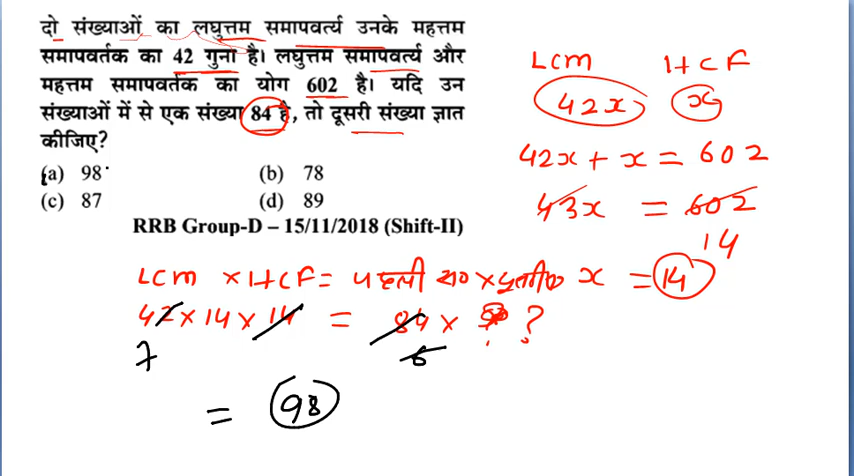 दो संख्याओं का लघुत्तम समापवर्त्य उनके महत्तम
समापवर्तक का 42 गुना है। लघुत्तम समापवर्त्य और
महत्तम समापवर्तक का योग 602 है। यदि उन
संख्याओं में से एक संख्या 84 है, तो दूसरी संख्या ज्ञात
कीजिए?
(a) 98 (b) 78
(c) 87 (d) 89
RRB Group-D – 15/11/2018 (Shift-II)
LCM HCF
42x x
42x + x = 602
43x = 602
14
x = 14
LCM × HCF = पहली सं० ×
42 × 14 × 14 = 84 × ?
7 6
= 98